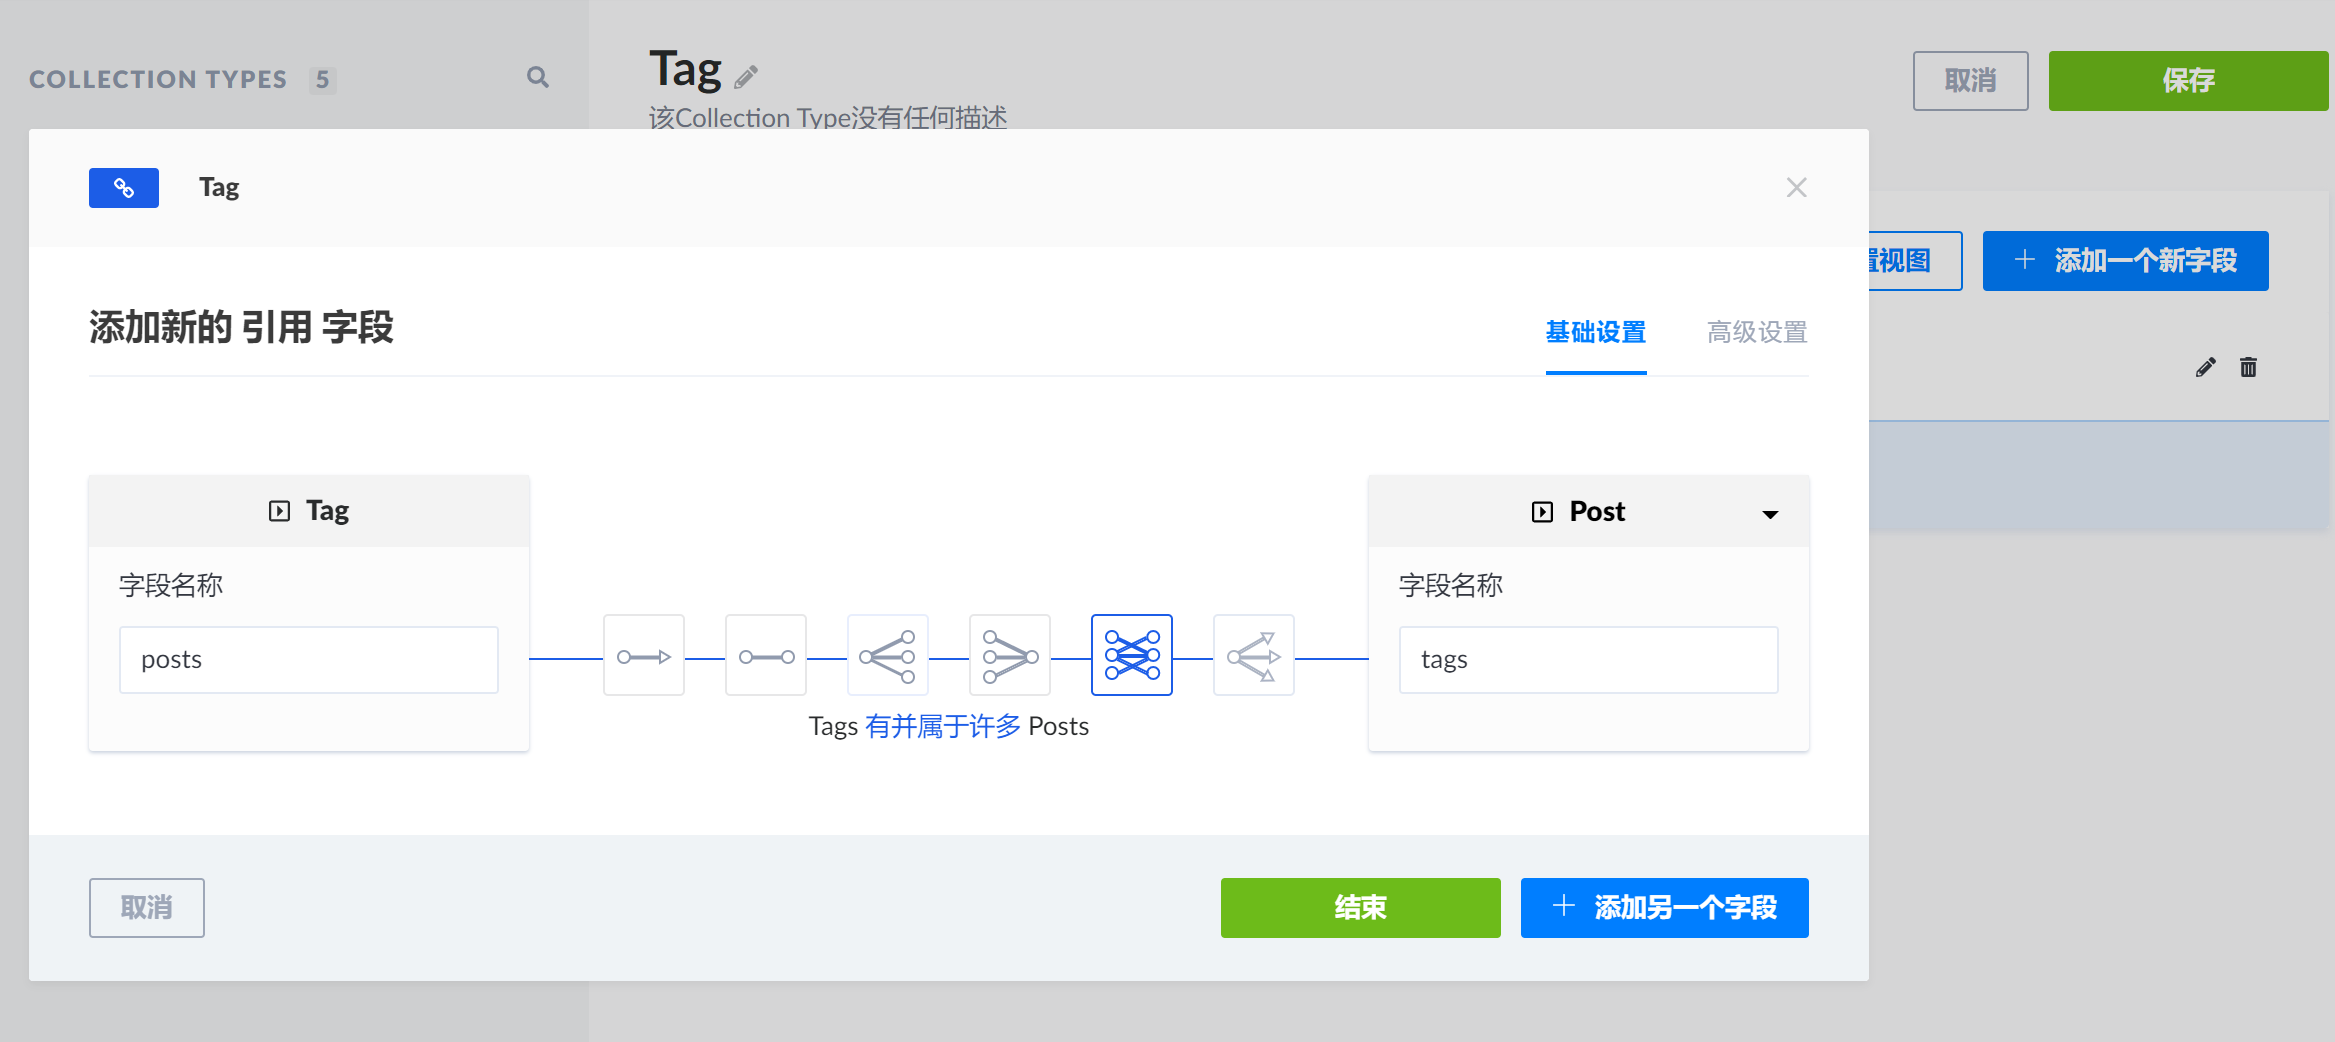 COLLECTION TYPES 5
Tag
该Collection Type没有任何描述
取消
保存
置视图
添加一个新字段
Tag
添加新的 引用 字段
基础设置
高级设置
Tag
字段名称
posts
Tags 有并属于许多 Posts
Post
字段名称
tags
取消
结束
添加另一个字段